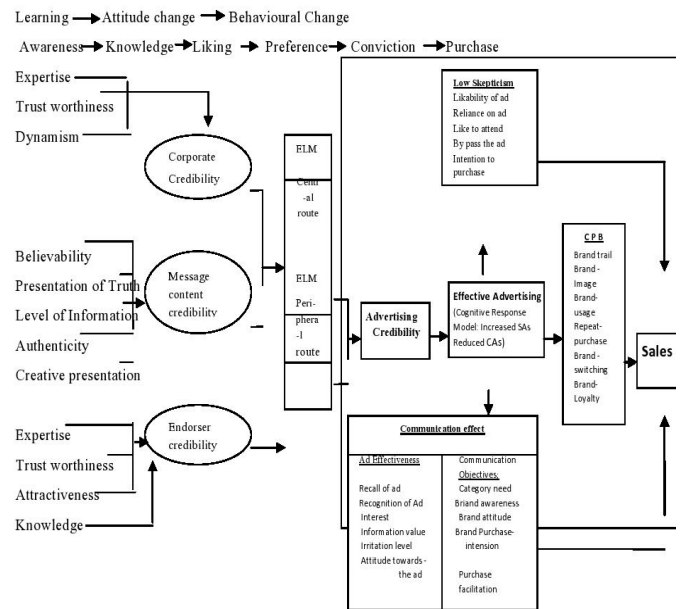 Learning Attitude change Behavioural Change
Awareness Knowledge Liking Preference Conviction Purchase
Expertise
Trust worthiness
Dynamism
Corporate
Credibility
Believability
Presentation of Truth
Level of Information
Authenticity
Creative presentation
Message
content
credibility
Expertise
Trust worthiness
Attractiveness
Knowledge
Endorser
credibility
ELM
Centr
-al
route
ELM
Peri-
phera
-l
route
Advertising
Credibility
Low Skepticism
Likability of ad
Reliance on ad
Like to attend
By pass the ad
Intention to
purchase
Effective Advertising
(Cognitive Response
Model: Increased SAs
Reduced CAs)
C P B
Brand trail
Brand -
Image
Brand-
usage
Repeat-
purchase
Brand -
switching
Brand-
Loyalty
Sales
Communication effect
Ad Effectiveness
Recall of ad
Recognition of Ad
Interest
Information value
Irritation level
Attitude towards -
the ad
Communication
Objectives;
Category need
Briand awareness
Brand attitude
Brand Purchase-
intension
Purchase
facilitation